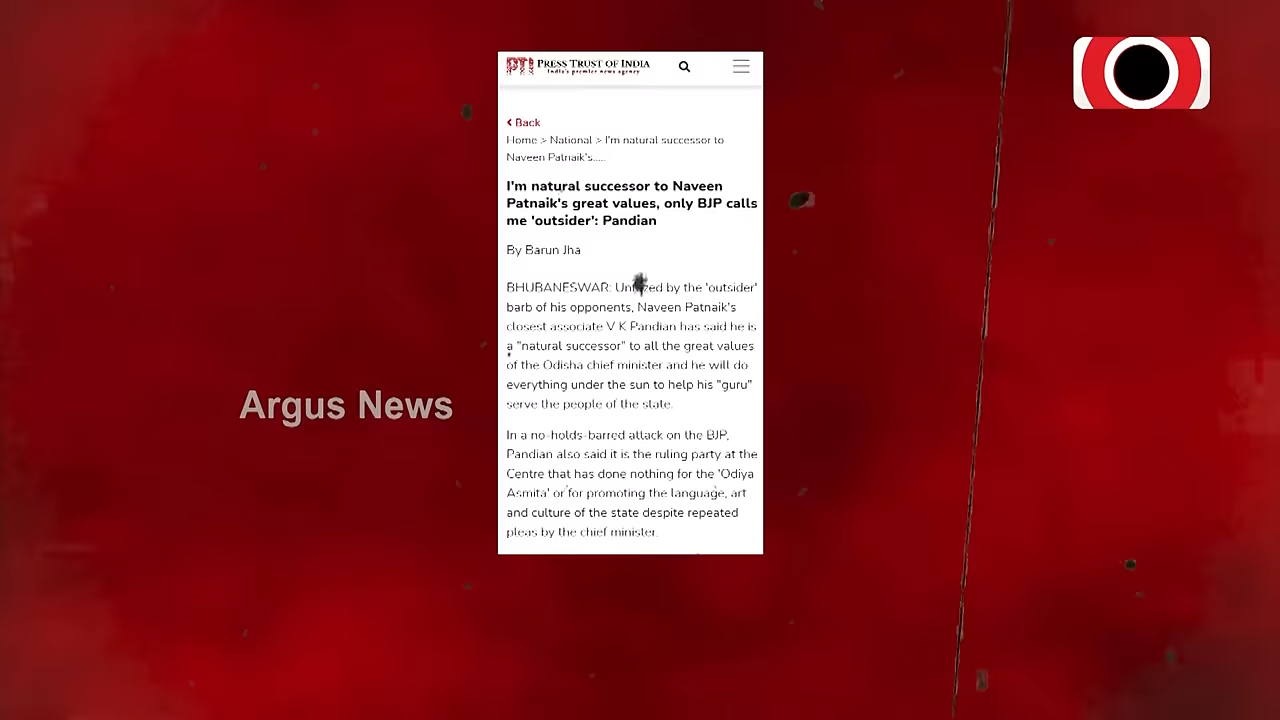 PTI PRESS TRUST OF INDIA
India's premier news agency
Back
Home > National > I'm natural successor to
Naveen Patnaik's.....
I'm natural successor to Naveen
Patnaik's great values, only BJP calls
me 'outsider': Pandian
By Barun Jha
BHUBANESWAR: by the 'outsider'
barb of his opponents, Naveen Patnaik's
closest associate V K Pandian has said he is
a "natural successor" to all the great values
of the Odisha chief minister and he will do
everything under the sun to help his "guru"
serve the people of the state.
In a no-holds-barred attack on the BJP,
Pandian also said it is the ruling party at the
Centre that has done nothing for the 'Odiya
Asmita' or for promoting the language, art
and culture of the state despite repeated
pleas by the chief minister.
Argus News